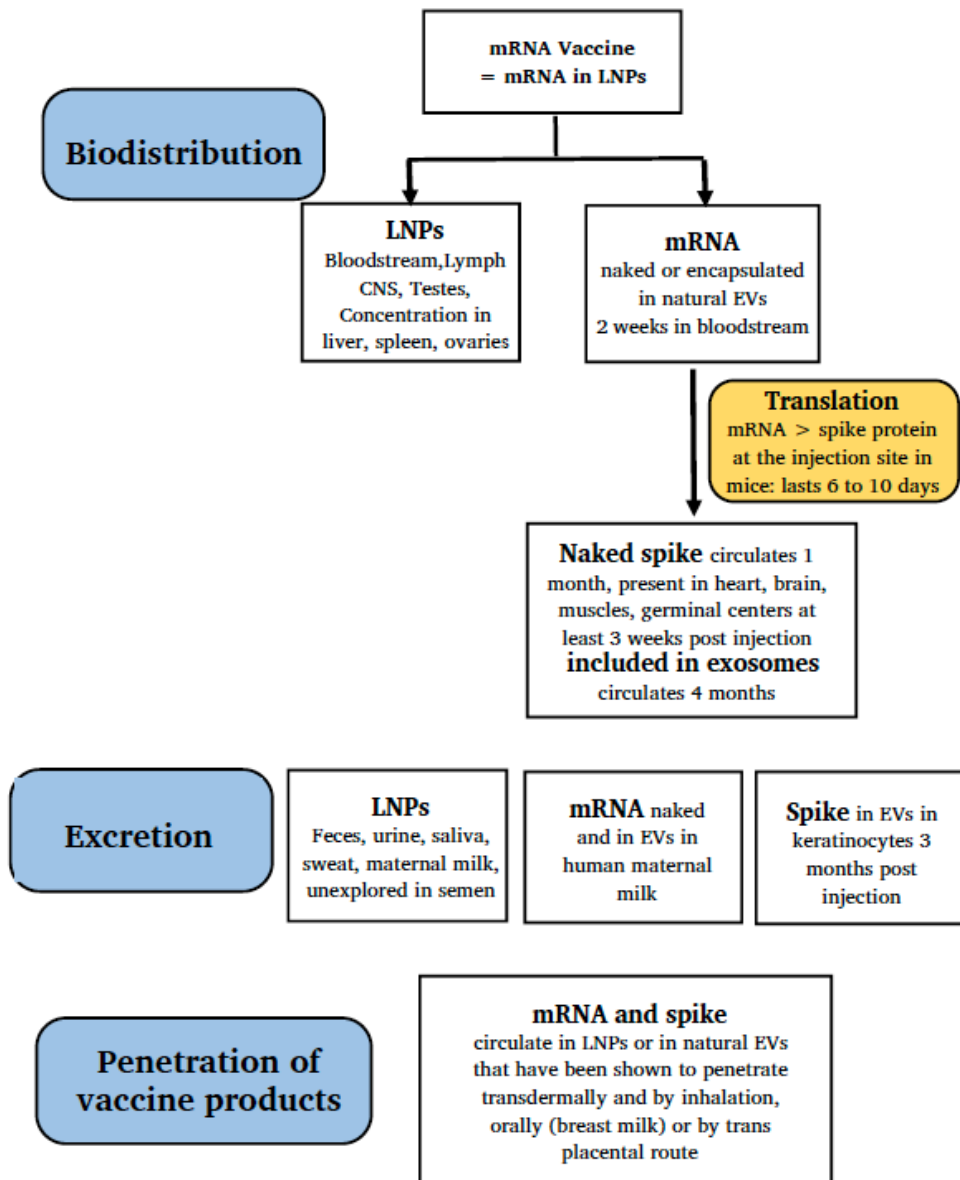 mRNA Vaccine
= mRNA in LNPs
Biodistribution
LNPs
Bloodstream,Lymph
CNS, Testes,
Concentration in
liver, spleen, ovaries
mRNA
naked or encapsulated
in natural EVs
2 weeks in bloodstream
Translation
mRNA > spike protein
at the injection site in
mice: lasts 6 to 10 days
Naked spike circulates 1
month, present in heart, brain,
muscles, germinal centers at
least 3 weeks post injection
included in exosomes
circulates 4 months
Excretion
LNPs
Feces, urine, saliva,
sweat, maternal milk,
unexplored in semen
mRNA naked
and in EVs in
human maternal
milk
Spike in EVs in
keratinocytes 3
months post
injection
Penetration of
vaccine products
mRNA and spike
circulate in LNPs or in natural EVs
that have been shown to penetrate
transdermally and by inhalation,
orally (breast milk) or by trans
placental route